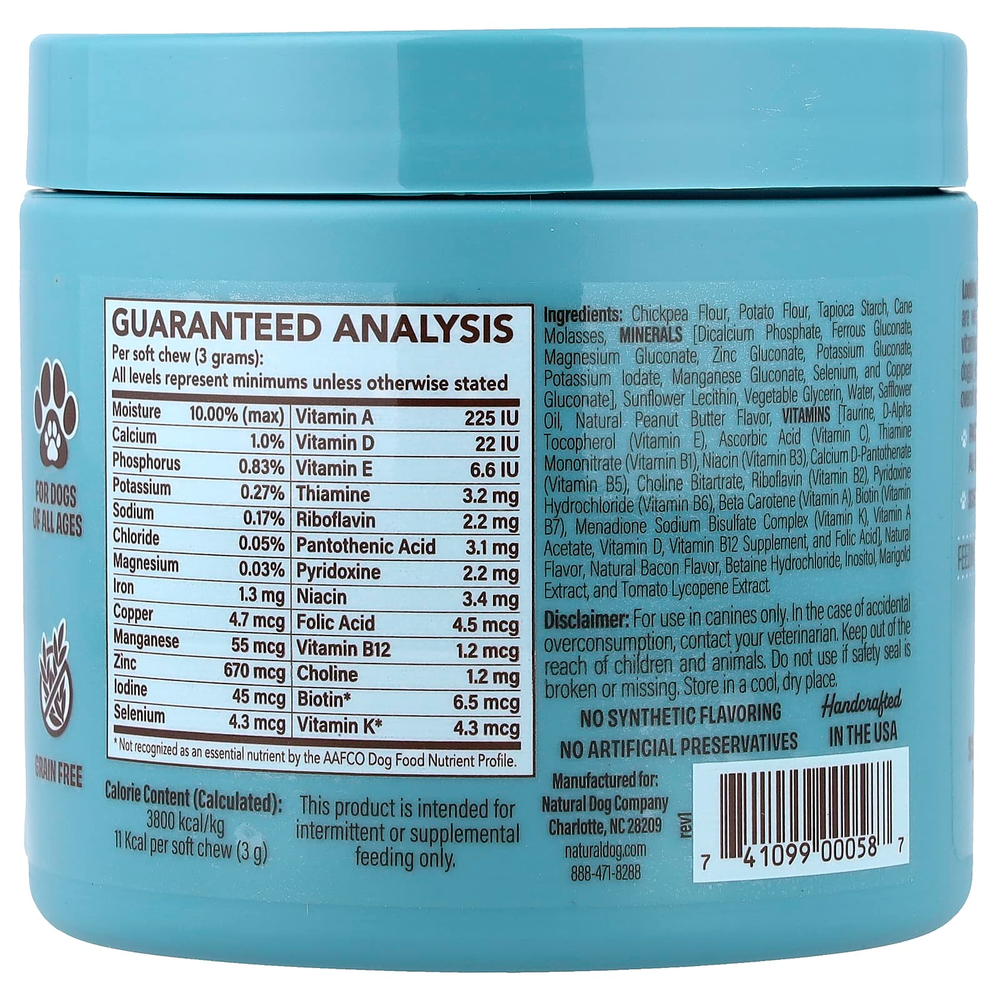 FOR DOGS
OF ALL AGES
GRAIN FREE
GUARANTEED ANALYSIS
Per soft chew (3 grams):
All levels represent minimums unless otherwise stated
Moisture 10.00% (max)
Calcium 1.0%
Phosphorus 0.83%
Potassium 0.27%
Sodium 0.17%
Chloride 0.05%
Magnesium 0.03%
Iron 1.3 mg
Copper 4.7 mcg
Manganese 55 mcg
Zinc 670 mcg
Iodine 45 mcg
Selenium 4.3 mcg
Vitamin A 225 IU
Vitamin D 22 IU
Vitamin E 6.6 IU
Thiamine 3.2 mg
Riboflavin 2.2 mg
Pantothenic Acid 3.1 mg
Pyridoxine 2.2 mg
Niacin 3.4 mg
Folic Acid 4.5 mcg
Vitamin B12 1.2 mcg
Choline 1.2 mg
Biotin* 6.5 mcg
Vitamin K* 4.3 mcg
* Not recognized as an essential nutrient by the AAFCO Dog Food Nutrient Profile.
Calorie Content (Calculated):
3800 kcal/kg
11 Kcal per soft chew (3 g)
This product is intended for
intermittent or supplemental
feeding only.
Ingredients: Chickpea Flour, Potato Flour, Tapioca Starch, Cane
Molasses, MINERALS [Dicalcium Phosphate, Ferrous Gluconate,
Magnesium Gluconate, Zinc Gluconate, Potassium Gluconate,
Potassium Iodate, Manganese Gluconate, Selenium, and Copper
Gluconate], Sunflower Lecithin, Vegetable Glycerin, Water, Safflower
Oil, Natural Peanut Butter Flavor, VITAMINS [Taurine, D-Alpha
Tocopherol (Vitamin E), Ascorbic Acid (Vitamin C), Thiamine
Mononitrate (Vitamin B1), Niacin (Vitamin B3), Calcium D-Pantothenate
(Vitamin B5), Choline Bitartrate, Riboflavin (Vitamin B2), Pyridoxine
Hydrochloride (Vitamin B6), Beta Carotene (Vitamin A), Biotin (Vitamin
B7), Menadione Sodium Bisulfate Complex (Vitamin K), Vitamin A
Acetate, Vitamin D, Vitamin B12 Supplement, and Folic Acid], Natural
Flavor, Natural Bacon Flavor, Betaine Hydrochloride, Inositol, Marigold
Extract, and Tomato Lycopene Extract.
Disclaimer: For use in canines only. In the case of accidental
overconsumption, contact your veterinarian. Keep out of the
reach of children and animals. Do not use if safety seal is
broken or missing. Store in a cool, dry place.
NO SYNTHETIC FLAVORING
NO ARTIFICIAL PRESERVATIVES
Handcrafted
IN THE USA
Manufactured for:
Natural Dog Company
Charlotte, NC 28209
naturaldog.com
888-471-8288
rev1
7 41099 00058 7